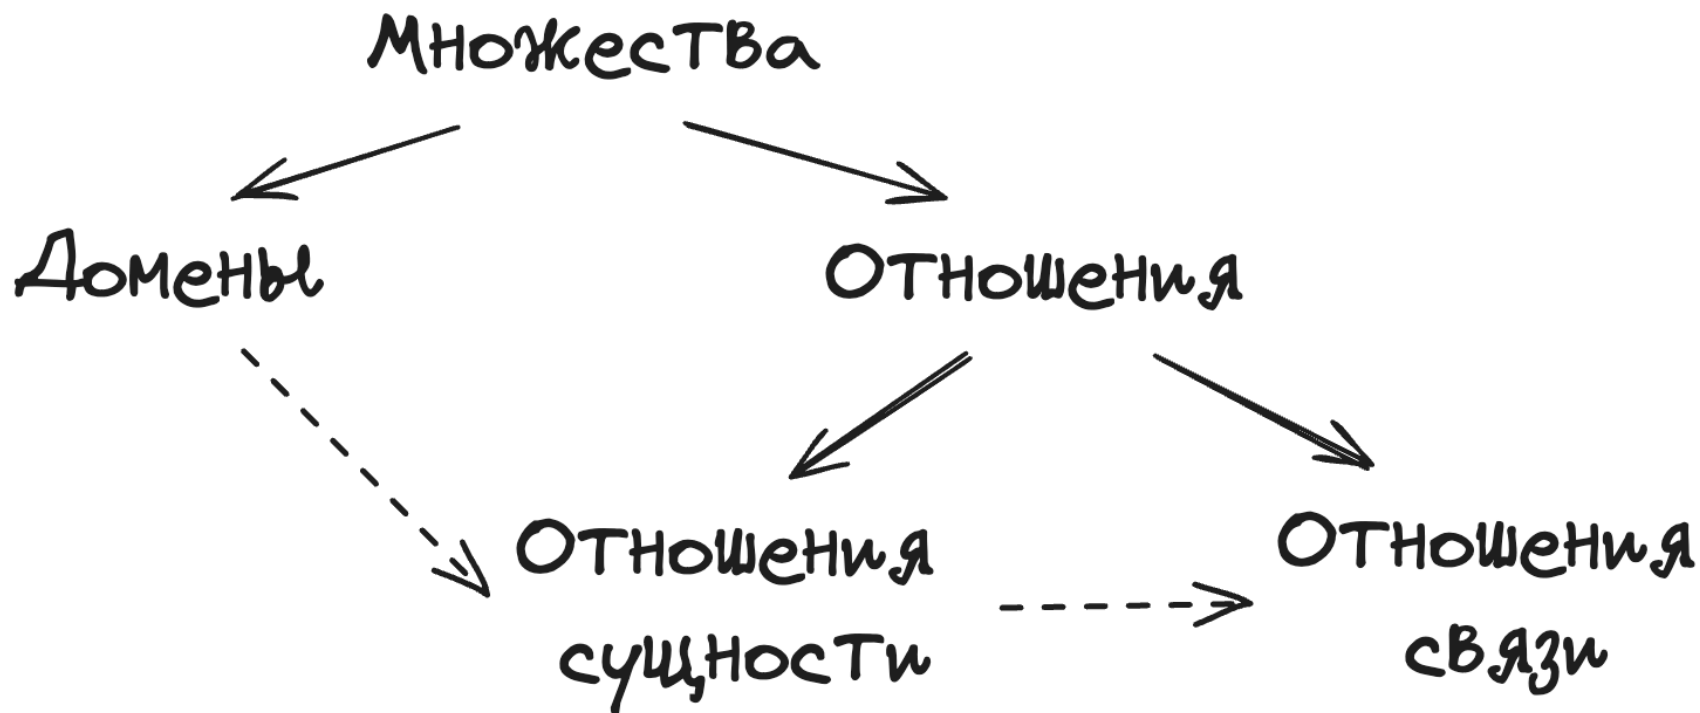 Множества
Домены
Отношения
Отношения
сущности
Отношения
связи